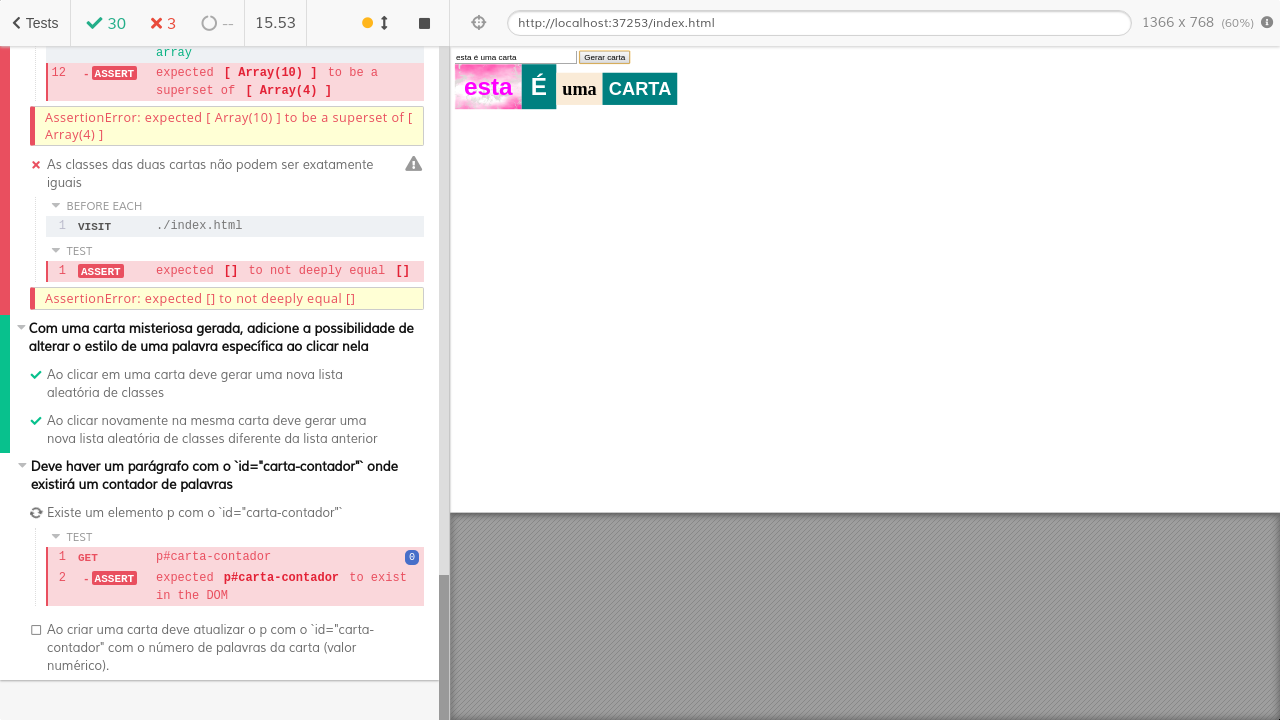 Tests
30
3
--
15.53
http://localhost:37253/index.html
1366 x 768 (60%)
array
12 - ASSERT expected [ Array(10) ] to be a
superset of [ Array(4) ]
AssertionError: expected [ Array(10) ] to be a superset of [
Array(4) ]
As classes das duas cartas não podem ser exatamente
iguais
BEFORE EACH
1 VISIT ./index.html
TEST
1 ASSERT expected [] to not deeply equal []
AssertionError: expected [] to not deeply equal []
Com uma carta misteriosa gerada, adicione a possibilidade de
alterar o estilo de uma palavra específica ao clicar nela
Ao clicar em uma carta deve gerar uma nova lista
aleatória de classes
Ao clicar novamente na mesma carta deve gerar uma
nova lista aleatória de classes diferente da lista anterior
Deve haver um parágrafo com o `id="carta-contador"` onde
existirá um contador de palavras
Existe um elemento p com o `id="carta-contador"`
TEST
1 GET p#carta-contador 0
2 - ASSERT expected p#carta-contador to exist
in the DOM
Ao criar uma carta deve atualizar o p com o `id="carta-
contador" com o número de palavras da carta (valor
numérico).
esta é uma carta
Gerar carta
esta É uma CARTA